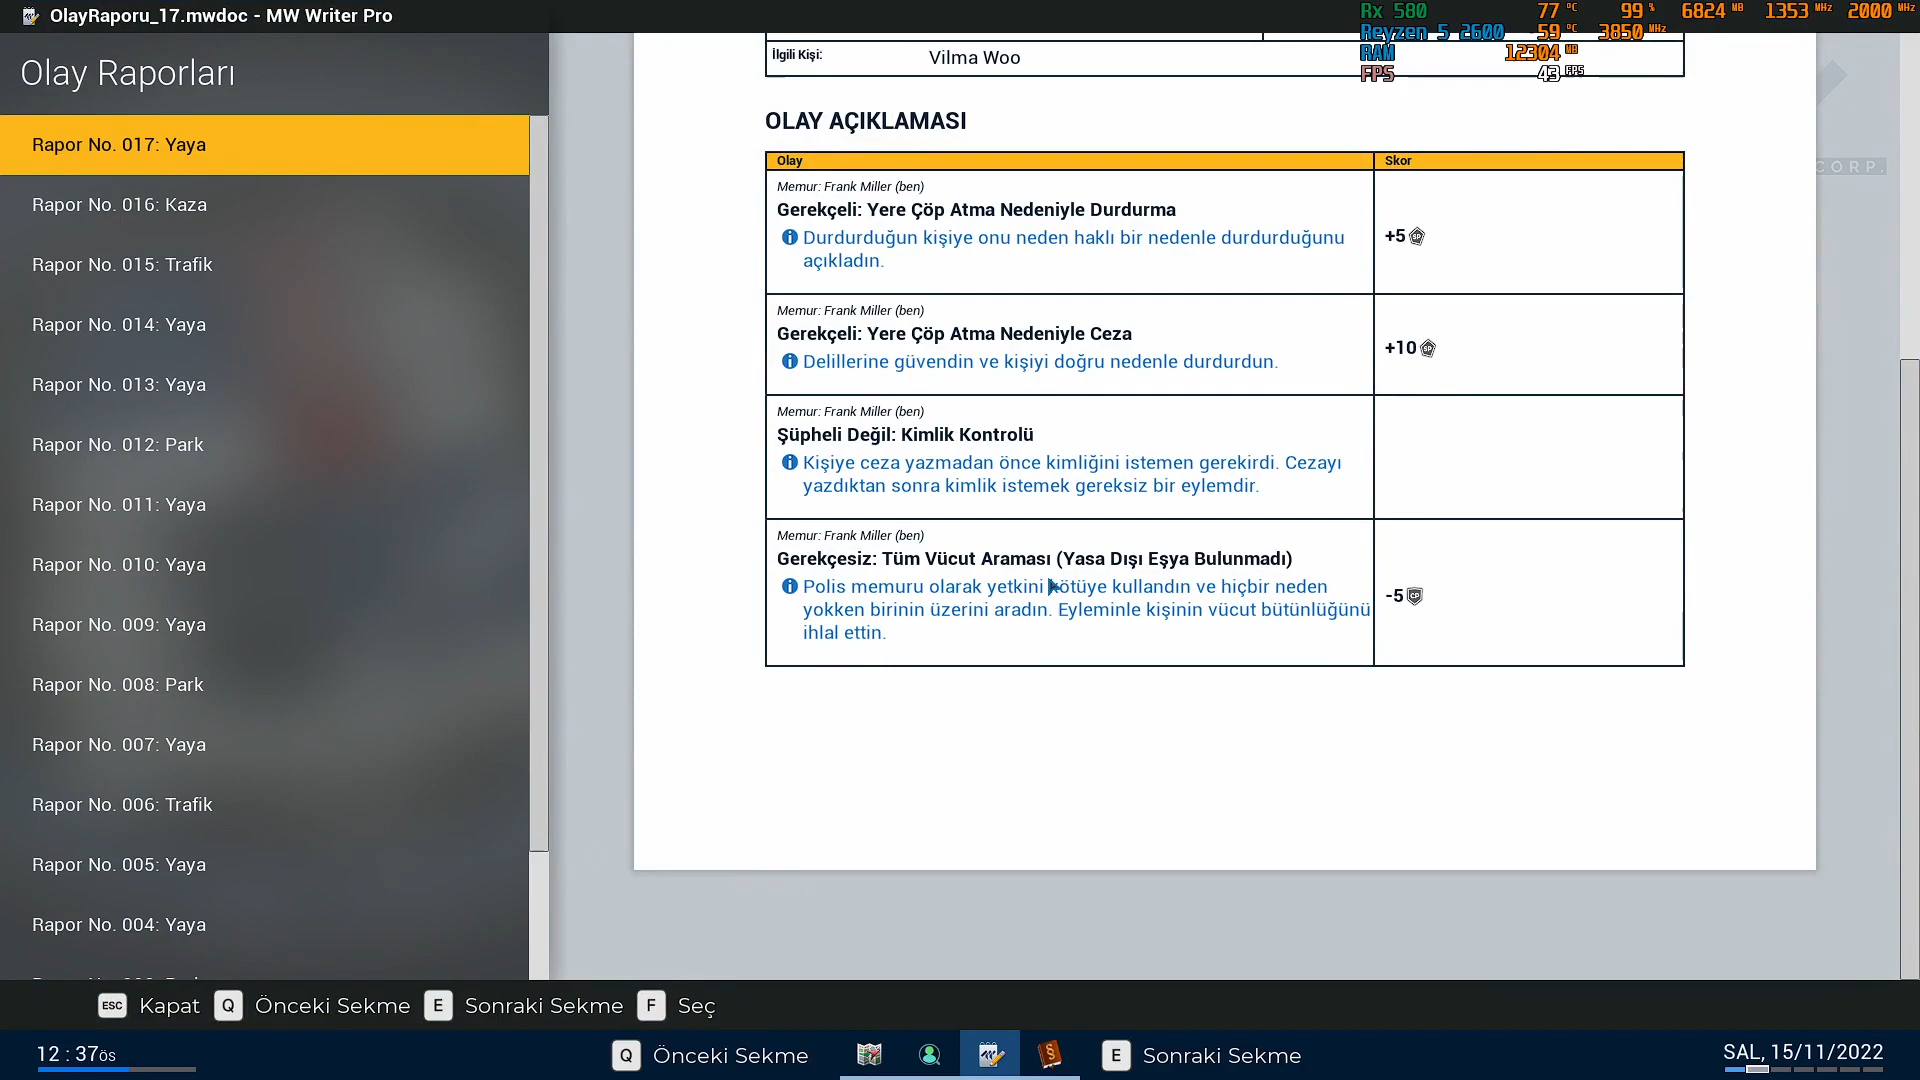 OlayRaporu_17.mwdoc - MW Writer Pro
Rx 580 77 °C 99 % 6824 MB 1353 MHz 2000 MHz
Reyzen 5 2600 59 °C 3850 MHz
RAM 12304 MB
FPS 43 FPS
Olay Raporları
Rapor No. 017: Yaya
Rapor No. 016: Kaza
Rapor No. 015: Trafik
Rapor No. 014: Yaya
Rapor No. 013: Yaya
Rapor No. 012: Park
Rapor No. 011: Yaya
Rapor No. 010: Yaya
Rapor No. 009: Yaya
Rapor No. 008: Park
Rapor No. 007: Yaya
Rapor No. 006: Trafik
Rapor No. 005: Yaya
Rapor No. 004: Yaya
İlgili Kişi: Vilma Woo
CORP.
OLAY AÇIKLAMASI
Olay Skor
Memur: Frank Miller (ben)
Gerekçeli: Yere Çöp Atma Nedeniyle Durdurma
Durdurduğun kişiye onu neden haklı bir nedenle durdurduğunu
açıkladın.
+5
Memur: Frank Miller (ben)
Gerekçeli: Yere Çöp Atma Nedeniyle Ceza
Delillerine güvendin ve kişiyi doğru nedenle durdurdun.
+10
Memur: Frank Miller (ben)
Şüpheli Değil: Kimlik Kontrolü
Kişiye ceza yazmadan önce kimliğini istemen gerekirdi. Cezayı
yazdıktan sonra kimlik istemek gereksiz bir eylemdir.
Memur: Frank Miller (ben)
Gerekçesiz: Tüm Vücut Araması (Yasa Dışı Eşya Bulunmadı)
Polis memuru olarak yetkini kötüye kullandın ve hiçbir neden
yokken birinin üzerini aradın. Eyleminle kişinin vücut bütünlüğünü
ihlal ettin.
-5 CP
ESC Kapat Q Önceki Sekme E Sonraki Sekme F Seç
12 : 37ös
Q Önceki Sekme E Sonraki Sekme
SAL, 15/11/2022